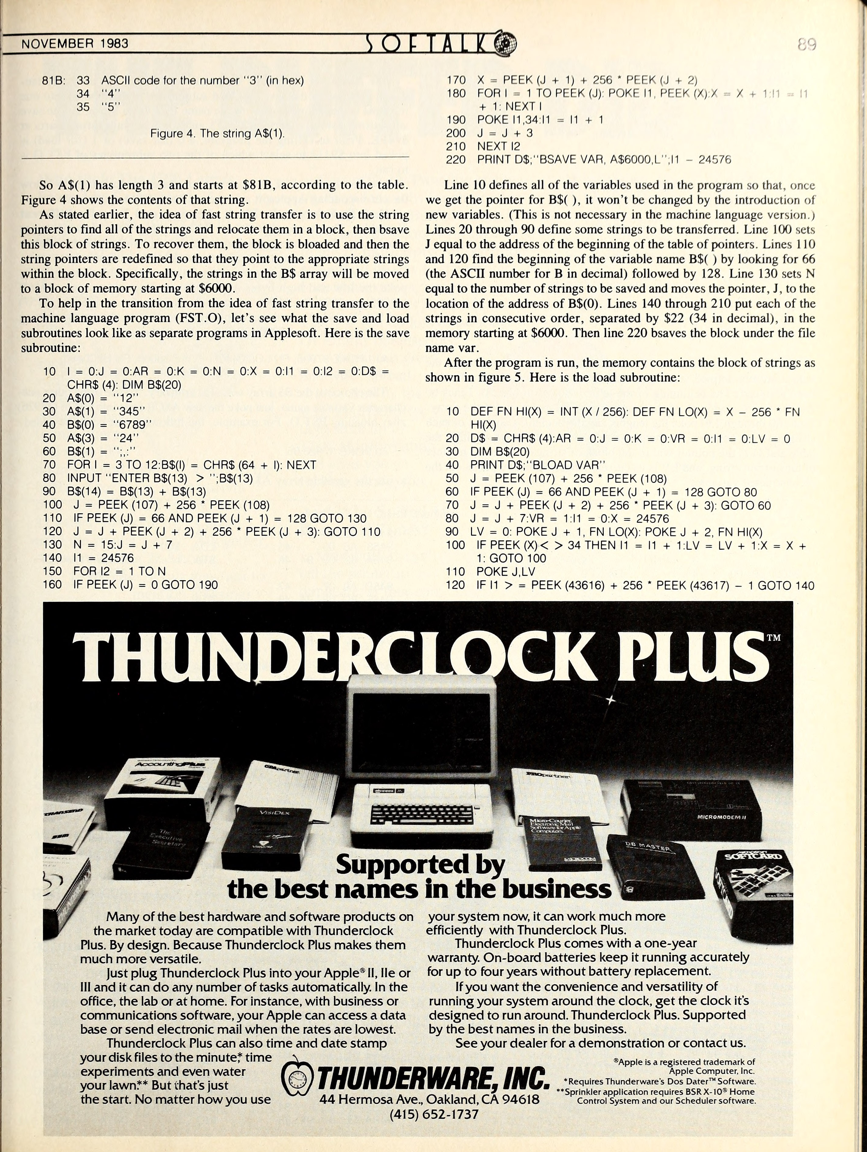 NOVEMBER 1983
SOFTALK
89
81B: 33 ASCII code for the number "3" (in hex)
34 "4"
35 "5"
Figure 4. The string A$(1).
So A$(1) has length 3 and starts at $81B, according to the table.
Figure 4 shows the contents of that string.
As stated earlier, the idea of fast string transfer is to use the string
pointers to find all of the strings and relocate them in a block, then bsave
this block of strings. To recover them, the block is bloaded and then the
string pointers are redefined so that they point to the appropriate strings
within the block. Specifically, the strings in the B$ array will be moved
to a block of memory starting at $6000.
To help in the transition from the idea of fast string transfer to the
machine language program (FST.O), let's see what the save and load
subroutines look like as separate programs in Applesoft. Here is the save
subroutine:
10 I = 0:J = 0:AR = 0:K = 0:N = 0:X = 0:I1 = 0:I2 = 0:D$ =
CHR$ (4): DIM B$(20)
20 A$(0) = "12"
30 A$(1) = "345"
40 B$(0) = "6789"
50 A$(3) = "24"
60 B$(1) = ";,:"
70 FOR I = 3 TO 12:B$(I) = CHR$ (64 + I): NEXT
80 INPUT "ENTER B$(13) > ";B$(13)
90 B$(14) = B$(13) + B$(13)
100 J = PEEK (107) + 256 * PEEK (108)
110 IF PEEK (J) = 66 AND PEEK (J + 1) = 128 GOTO 130
120 J = J + PEEK (J + 2) + 256 * PEEK (J + 3): GOTO 110
130 N = 15:J = J + 7
140 I1 = 24576
150 FOR I2 = 1 TO N
160 IF PEEK (J) = 0 GOTO 190
170 X = PEEK (J + 1) + 256 * PEEK (J + 2)
180 FOR I = 1 TO PEEK (J): POKE I1, PEEK (X):X = X + 1:I1 = I1
+ 1: NEXT I
190 POKE I1,34:I1 = I1 + 1
200 J = J + 3
210 NEXT I2
220 PRINT D$;"BSAVE VAR, A$6000,L";I1 - 24576
Line 10 defines all of the variables used in the program so that, once
we get the pointer for B$( ), it won't be changed by the introduction of
new variables. (This is not necessary in the machine language version.)
Lines 20 through 90 define some strings to be transferred. Line 100 sets
J equal to the address of the beginning of the table of pointers. Lines 110
and 120 find the beginning of the variable name B$( ) by looking for 66
(the ASCII number for B in decimal) followed by 128. Line 130 sets N
equal to the number of strings to be saved and moves the pointer, J, to the
location of the address of B$(0). Lines 140 through 210 put each of the
strings in consecutive order, separated by $22 (34 in decimal), in the
memory starting at $6000. Then line 220 bsaves the block under the file
name var.
After the program is run, the memory contains the block of strings as
shown in figure 5. Here is the load subroutine:
10 DEF FN HI(X) = INT (X / 256): DEF FN LO(X) = X - 256 * FN
HI(X)
20 D$ = CHR$ (4):AR = 0:J = 0:K = 0:VR = 0:I1 = 0:LV = 0
30 DIM B$(20)
40 PRINT D$;"BLOAD VAR"
50 J = PEEK (107) + 256 * PEEK (108)
60 IF PEEK (J) = 66 AND PEEK (J + 1) = 128 GOTO 80
70 J = J + PEEK (J + 2) + 256 * PEEK (J + 3): GOTO 60
80 J = J + 7:VR = 1:I1 = 0:X = 24576
90 LV = 0: POKE J + 1, FN LO(X): POKE J + 2, FN HI(X)
100 IF PEEK (X)< > 34 THEN I1 = I1 + 1:LV = LV + 1:X = X +
1: GOTO 100
110 POKE J,LV
120 IF I1 > = PEEK (43616) + 256 * PEEK (43617) - 1 GOTO 140
THUNDERCLOCK PLUS™
AccountingPlus
VisiDex
The Executive Secretary
PROpartner
Micro-Courier
Electronic Mail
Software for Apple
Computers
MICROCOM
MICROMODEM II
DB MASTER
SOFTCARD
Supported by
the best names in the business
Many of the best hardware and software products on
the market today are compatible with Thunderclock
Plus. By design. Because Thunderclock Plus makes them
much more versatile.
Just plug Thunderclock Plus into your Apple® II, IIe or
III and it can do any number of tasks automatically. In the
office, the lab or at home. For instance, with business or
communications software, your Apple can access a data
base or send electronic mail when the rates are lowest.
Thunderclock Plus can also time and date stamp
your disk files to the minute,* time
experiments and even water
your lawn.** But that's just
the start. No matter how you use
your system now, it can work much more
efficiently with Thunderclock Plus.
Thunderclock Plus comes with a one-year
warranty. On-board batteries keep it running accurately
for up to four years without battery replacement.
If you want the convenience and versatility of
running your system around the clock, get the clock it's
designed to run around. Thunderclock Plus. Supported
by the best names in the business.
See your dealer for a demonstration or contact us.
THUNDERWARE, INC.
44 Hermosa Ave., Oakland, CA 94618
(415) 652-1737
®Apple is a registered trademark of
Apple Computer, Inc.
*Requires Thunderware's Dos Dater™ Software.
**Sprinkler application requires BSR X-10® Home
Control System and our Scheduler software.